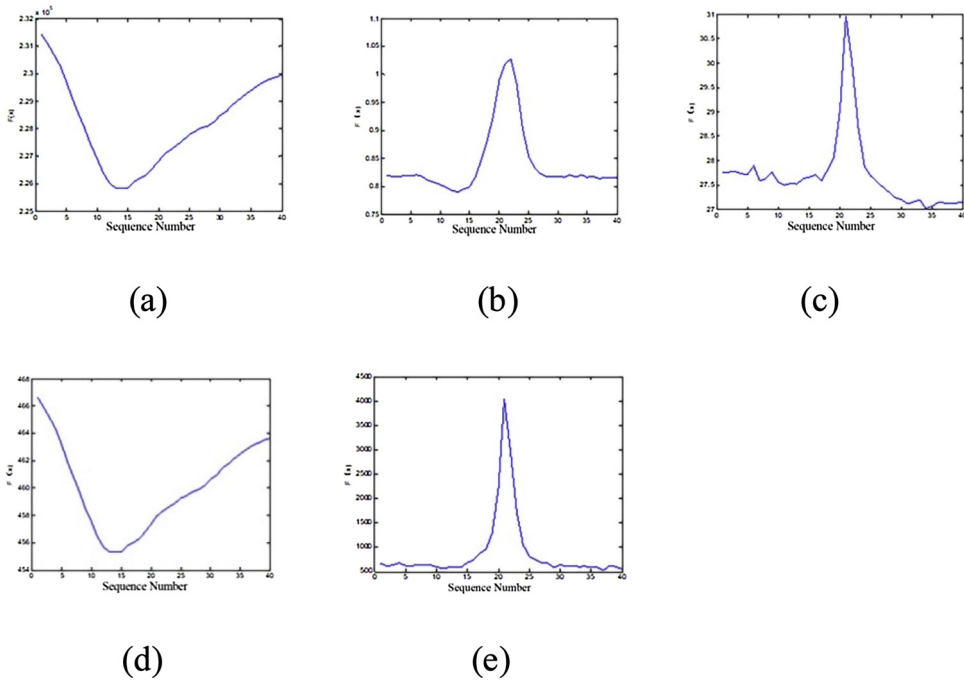 × 10⁵
2.32
2.31
2.3
2.29
2.28
2.27
2.26
2.25
F(x)
0 5 10 15 20 25 30 35 40
Sequence Number
(a)
1.1
1.05
1
0.95
0.9
0.85
0.8
0.75
F (x)
0 5 10 15 20 25 30 35 40
Sequence Number
(b)
31
30.5
30
29.5
29
28.5
28
27.5
27
F (x)
0 5 10 15 20 25 30 35 40
Sequence Number
(c)
468
466
464
462
460
458
456
454
F (x)
0 5 10 15 20 25 30 35 40
Sequence Number
(d)
4500
4000
3500
3000
2500
2000
1500
1000
500
F (x)
0 5 10 15 20 25 30 35 40
Sequence Number
(e)